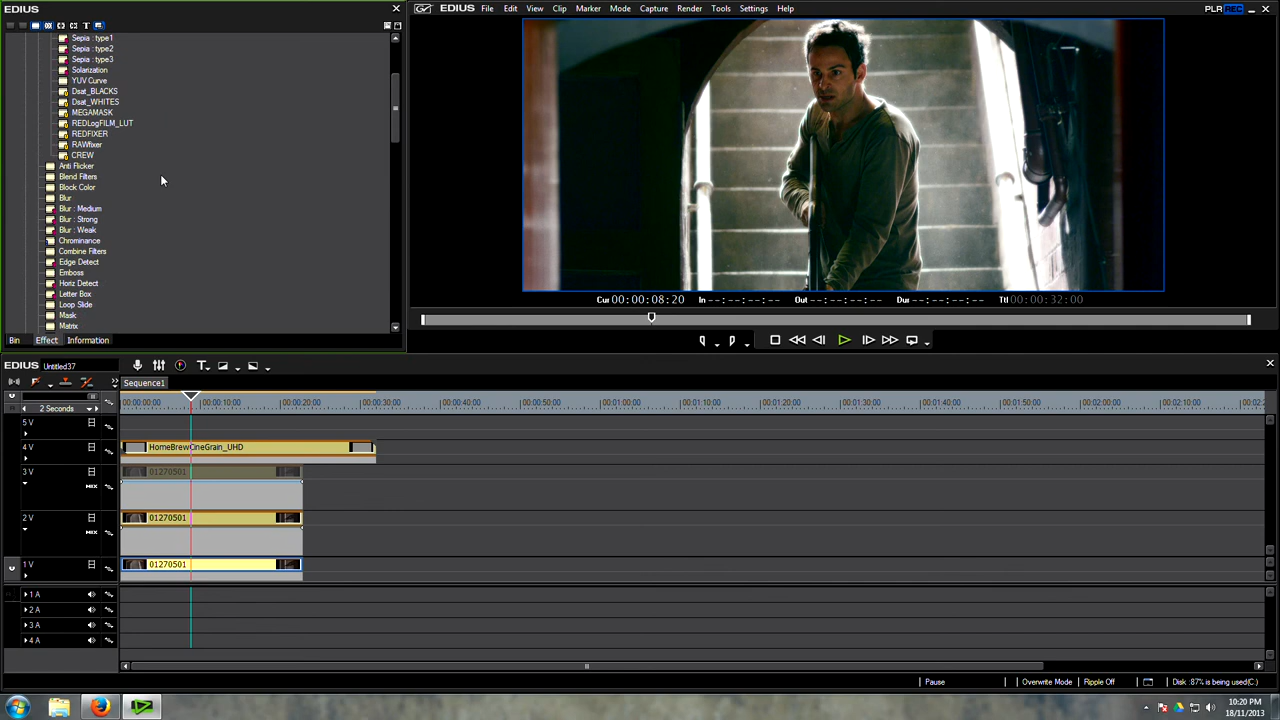 EDIUS
Sepia : type1
Sepia : type2
Sepia : type3
Solarization
YUV Curve
Dsat_BLACKS
Dsat_WHITES
MEGAMASK
REDLogFILM_LUT
REDFIXER
RAWfixer
CREW
Anti Flicker
Blend Filters
Block Color
Blur
Blur : Medium
Blur : Strong
Blur : Weak
Chrominance
Combine Filters
Edge Detect
Emboss
Horiz Detect
Letter Box
Loop Slide
Mask
Matrix
Bin Effect Information
EDIUS File Edit View Clip Marker Mode Capture Render Tools Settings Help PLR REC
Cur 00:00:08:20 In --:--:--:-- Out --:--:--:-- Dur --:--:--:-- Ttl 00:00:32:00
EDIUS Untitled37
Sequence1
2 Seconds 00:00:00:00 00:00:10:00 00:00:20:00 00:00:30:00 00:00:40:00 00:00:50:00 00:01:00:00 00:01:10:00 00:01:20:00 00:01:30:00 00:01:40:00 00:01:50:00 00:02:00:00 00:02:10:00 00:02:2
5 V
4 V HomeBrewCineGrain_UHD
3 V 01270501
MIX
2 V 01270501
MIX
1 V 01270501
1 A
2 A
3 A
4 A
Pause Overwrite Mode Ripple Off Disk :87% is being used(C:)
10:20 PM
18/11/2013